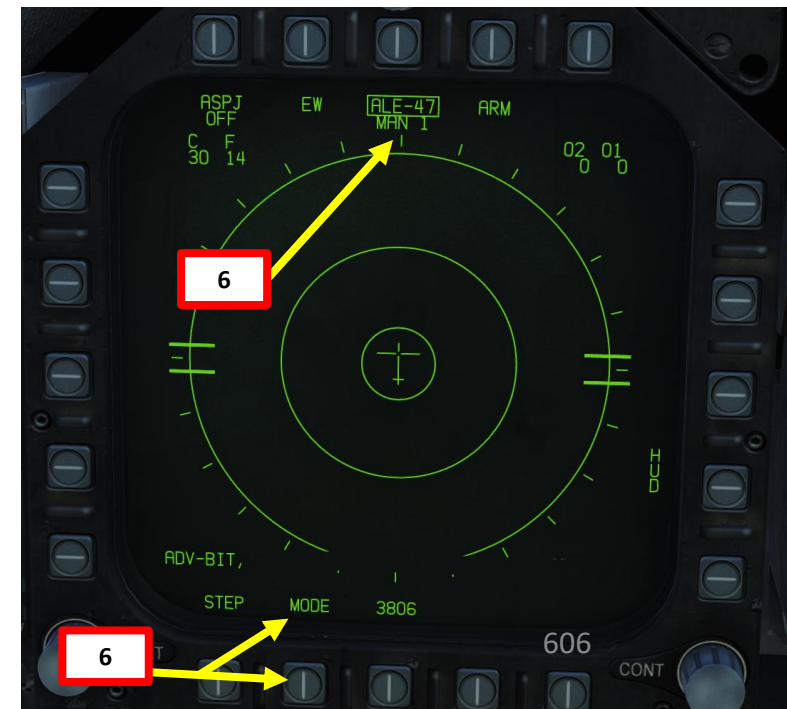 ASPJ EW ALE-47 ARM
OFF MAN 1
C F 02 01
30 14 0 0
6
HUD
ADV-BIT,
STEP MODE 3806
6
606
CONT